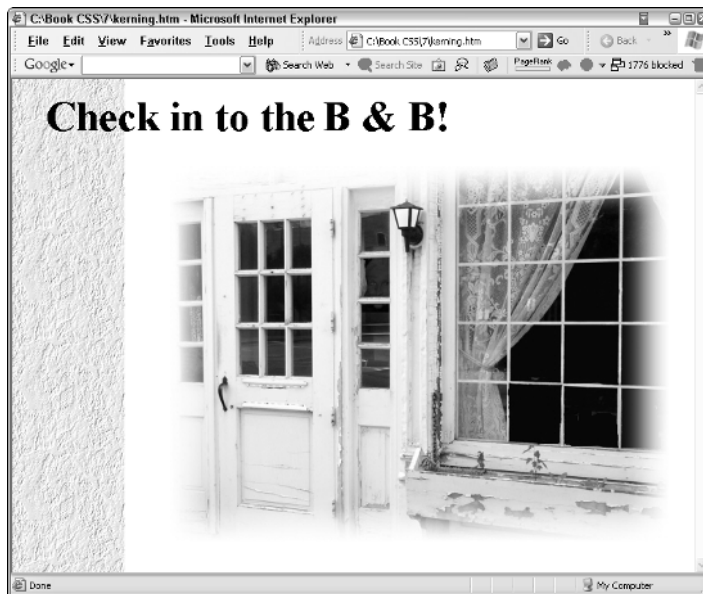 C:\Book CSS\7\kerning.htm - Microsoft Internet Explorer
File Edit View Favorites Tools Help Address C:\Book CSS\7\kerning.htm Go Back »
Google Search Web Search Site PageRank 1776 blocked
Check in to the B & B!
Done My Computer